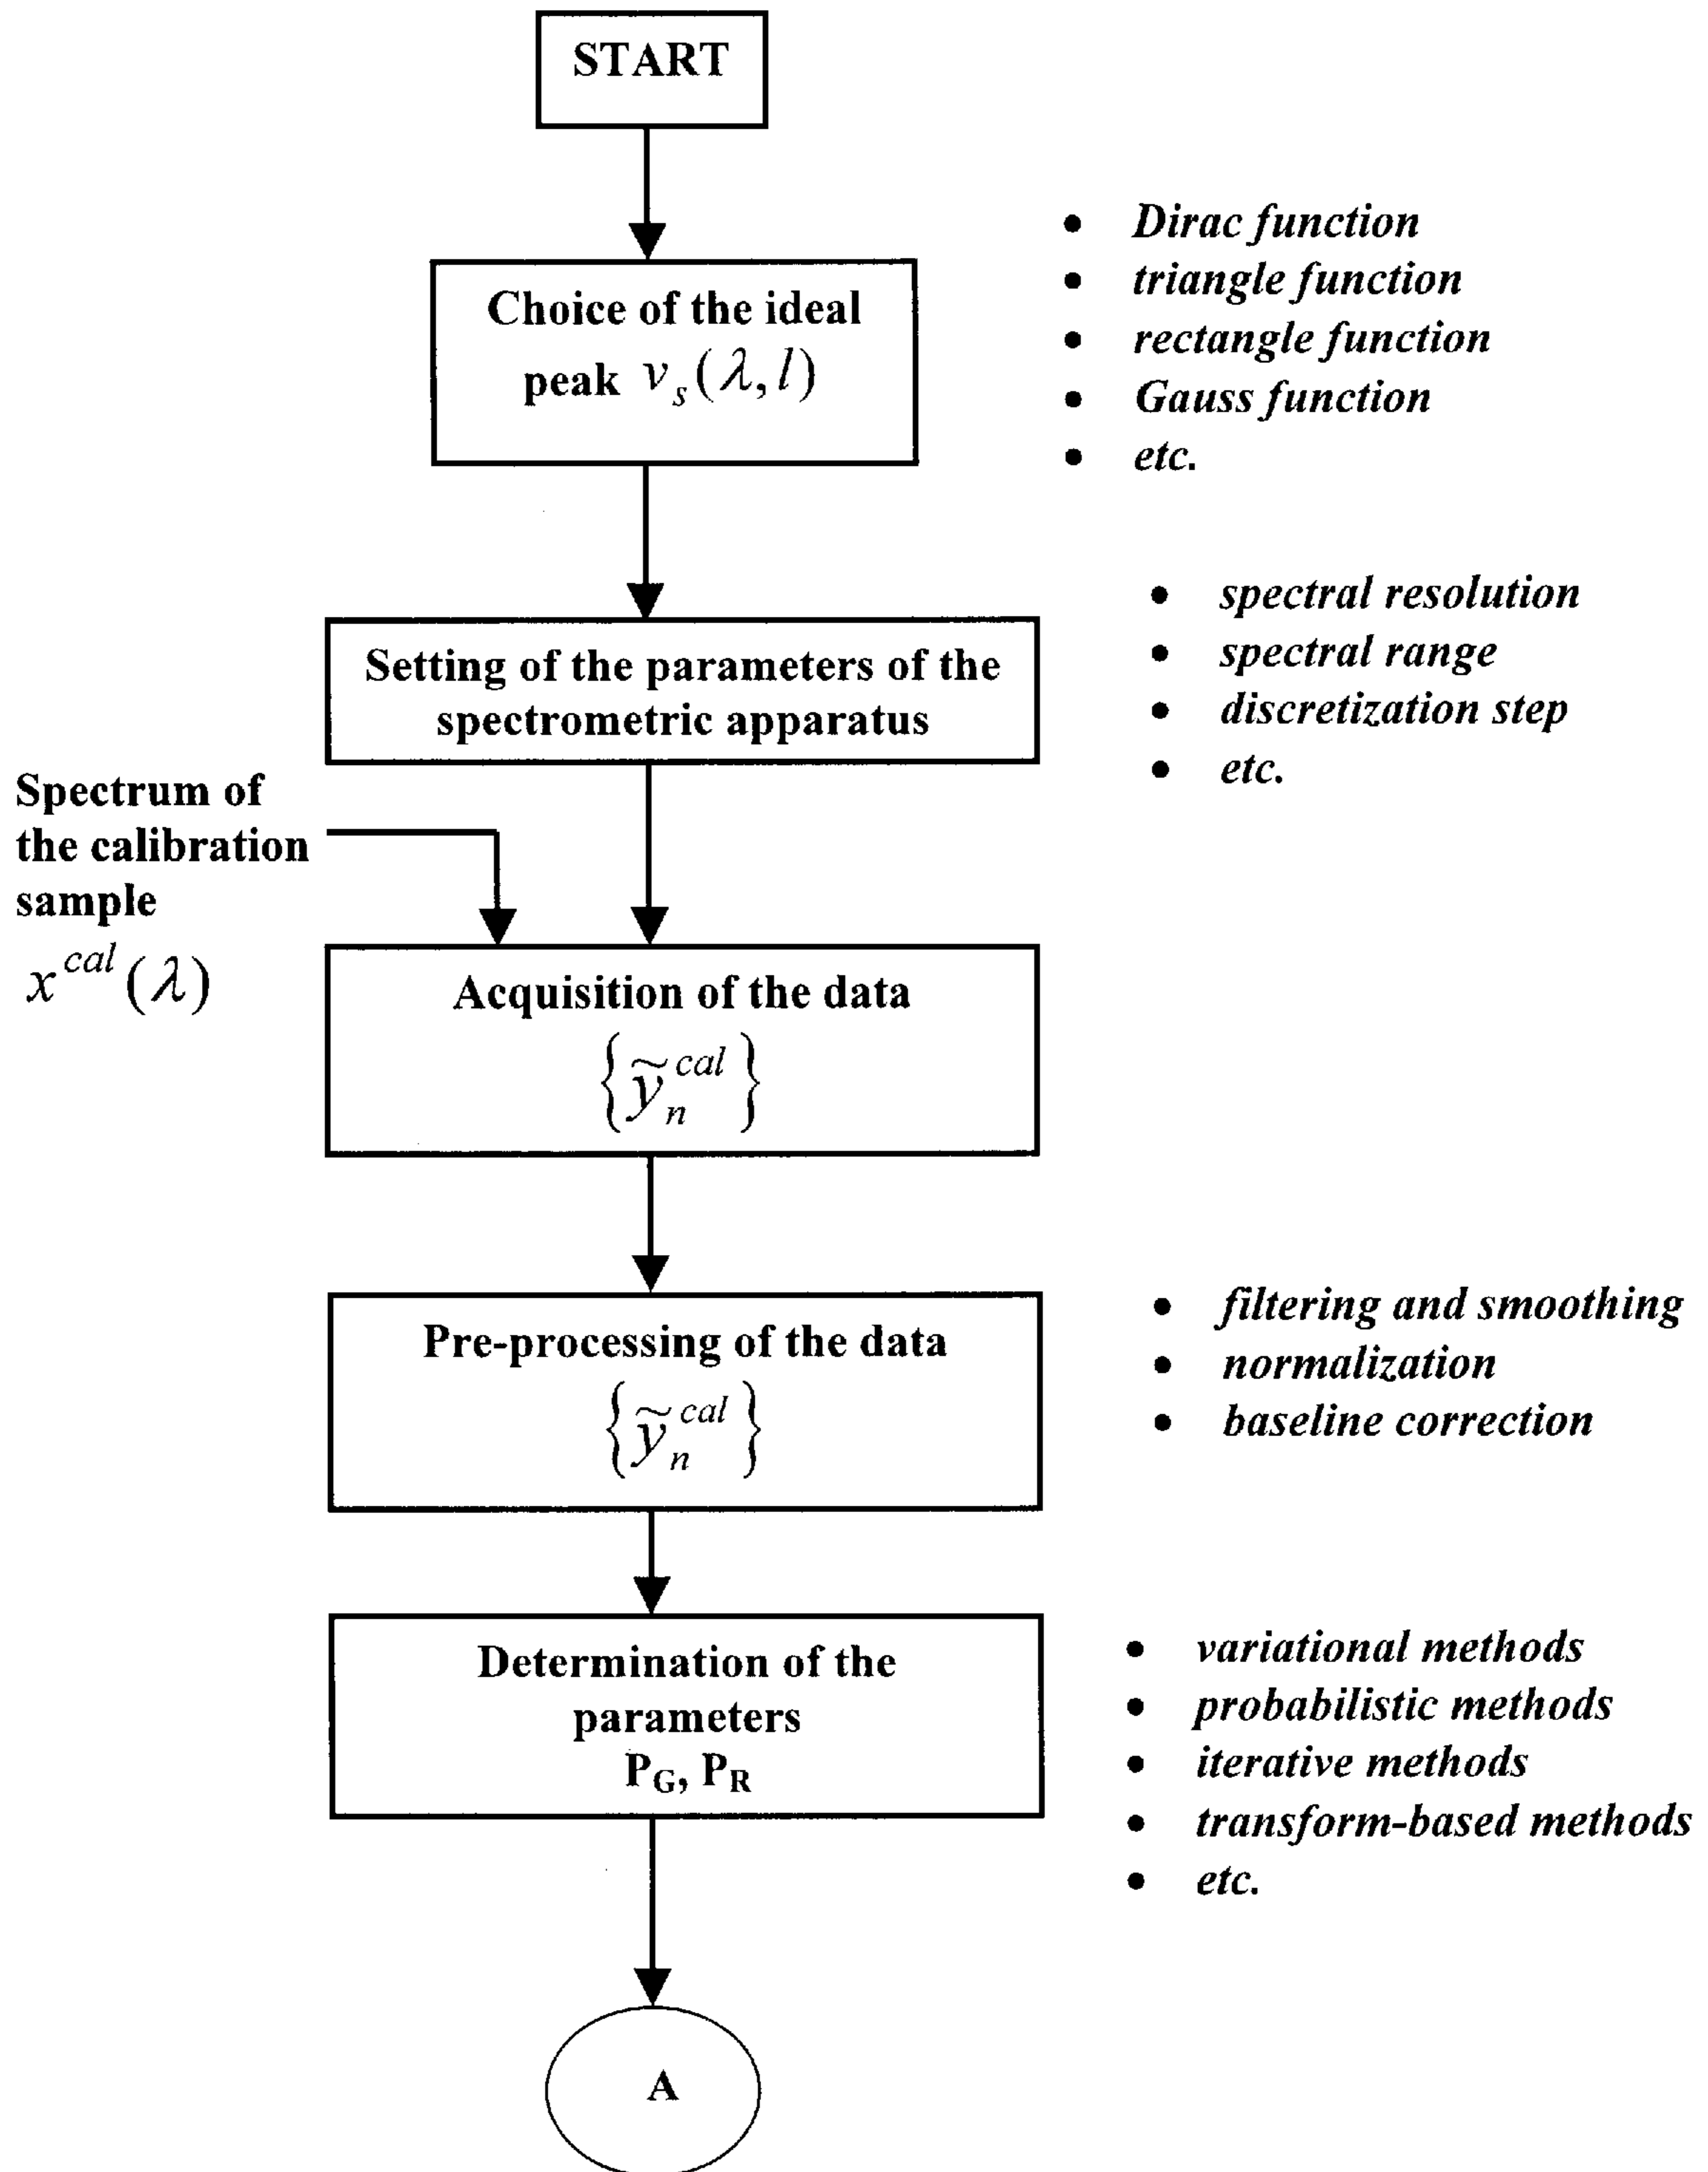 START
Choice of the ideal
peak v_s(λ, l)
• Dirac function
• triangle function
• rectangle function
• Gauss function
• etc.
Setting of the parameters of the
spectrometric apparatus
• spectral resolution
• spectral range
• discretization step
• etc.
Spectrum of
the calibration
sample
x^{cal}(λ)
Acquisition of the data
{ỹ_n^{cal}}
Pre-processing of the data
{ỹ_n^{cal}}
• filtering and smoothing
• normalization
• baseline correction
Determination of the
parameters
P_G, P_R
• variational methods
• probabilistic methods
• iterative methods
• transform-based methods
• etc.
A